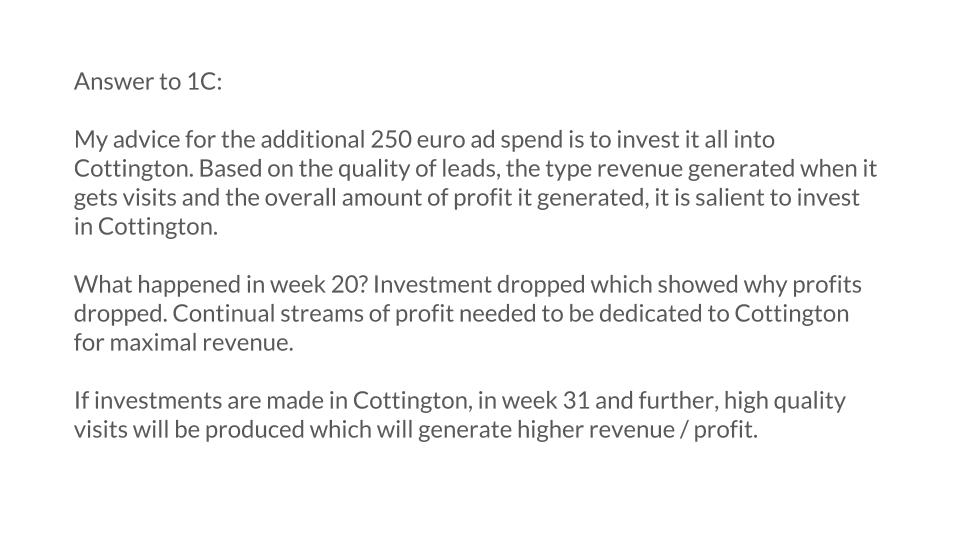 Answer to 1C:
My advice for the additional 250 euro ad spend is to invest it all into
Cottington. Based on the quality of leads, the type revenue generated when it
gets visits and the overall amount of profit it generated, it is salient to invest
in Cottington.
What happened in week 20? Investment dropped which showed why profits
dropped. Continual streams of profit needed to be dedicated to Cottington
for maximal revenue.
If investments are made in Cottington, in week 31 and further, high quality
visits will be produced which will generate higher revenue / profit.